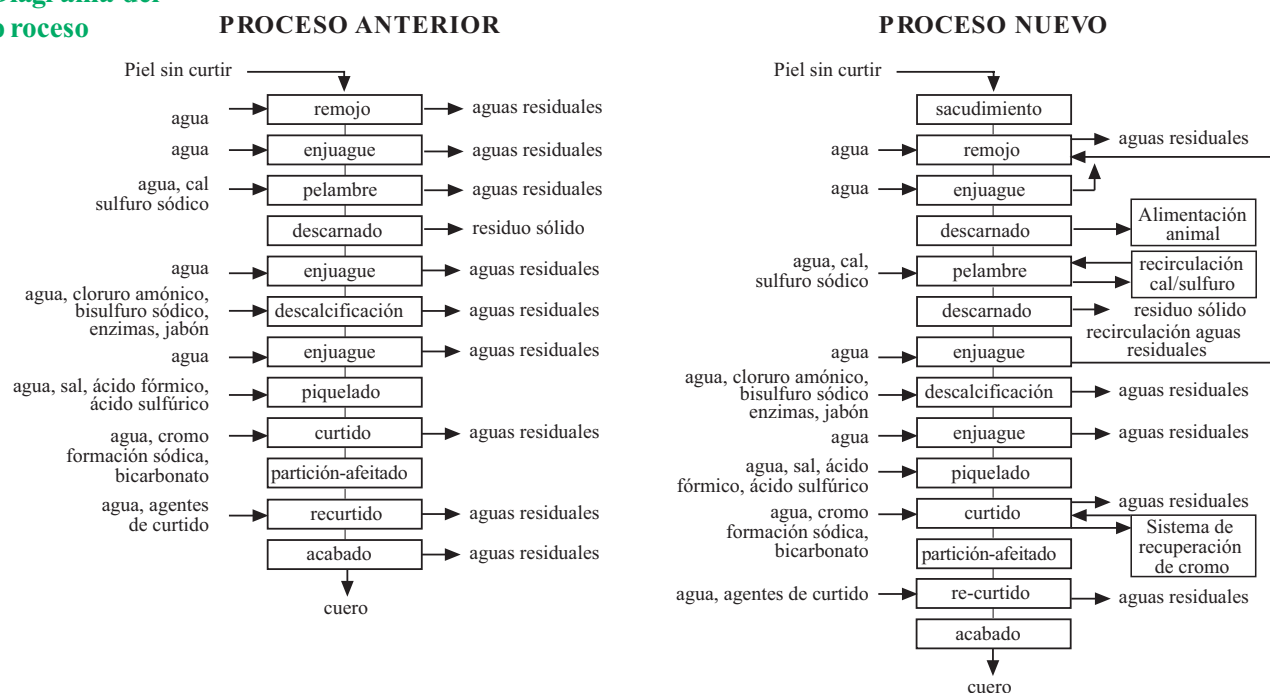 Diagrama del
proceso
PROCESO ANTERIOR
Piel sin curtir
agua
remojo
aguas residuales
agua
enjuague
aguas residuales
agua, cal
sulfuro sódico
pelambre
aguas residuales
descarnado
residuo sólido
agua
enjuague
aguas residuales
agua, cloruro amónico,
bisulfuro sódico,
enzimas, jabón
descalcificación
aguas residuales
agua
enjuague
aguas residuales
agua, sal, ácido fórmico,
ácido sulfúrico
piquelado
agua, cromo
formación sódica,
bicarbonato
curtido
aguas residuales
partición-afeitado
agua, agentes
de curtido
recurtido
aguas residuales
acabado
aguas residuales
cuero
PROCESO NUEVO
Piel sin curtir
sacudimiento
agua
remojo
aguas residuales
agua
enjuague
descarnado
Alimentación
animal
agua, cal,
sulfuro sódico
pelambre
recirculación
cal/sulfuro
descarnado
residuo sólido
recirculación aguas
residuales
agua
enjuague
agua, cloruro amónico,
bisulfuro sódico
enzimas, jabón
descalcificación
aguas residuales
agua
enjuague
aguas residuales
agua, sal, ácido
fórmico, ácido sulfúrico
piquelado
agua, cromo
formación sódica,
bicarbonato
curtido
aguas residuales
Sistema de
recuperación
de cromo
partición-afeitado
agua, agentes de curtido
re-curtido
aguas residuales
acabado
cuero